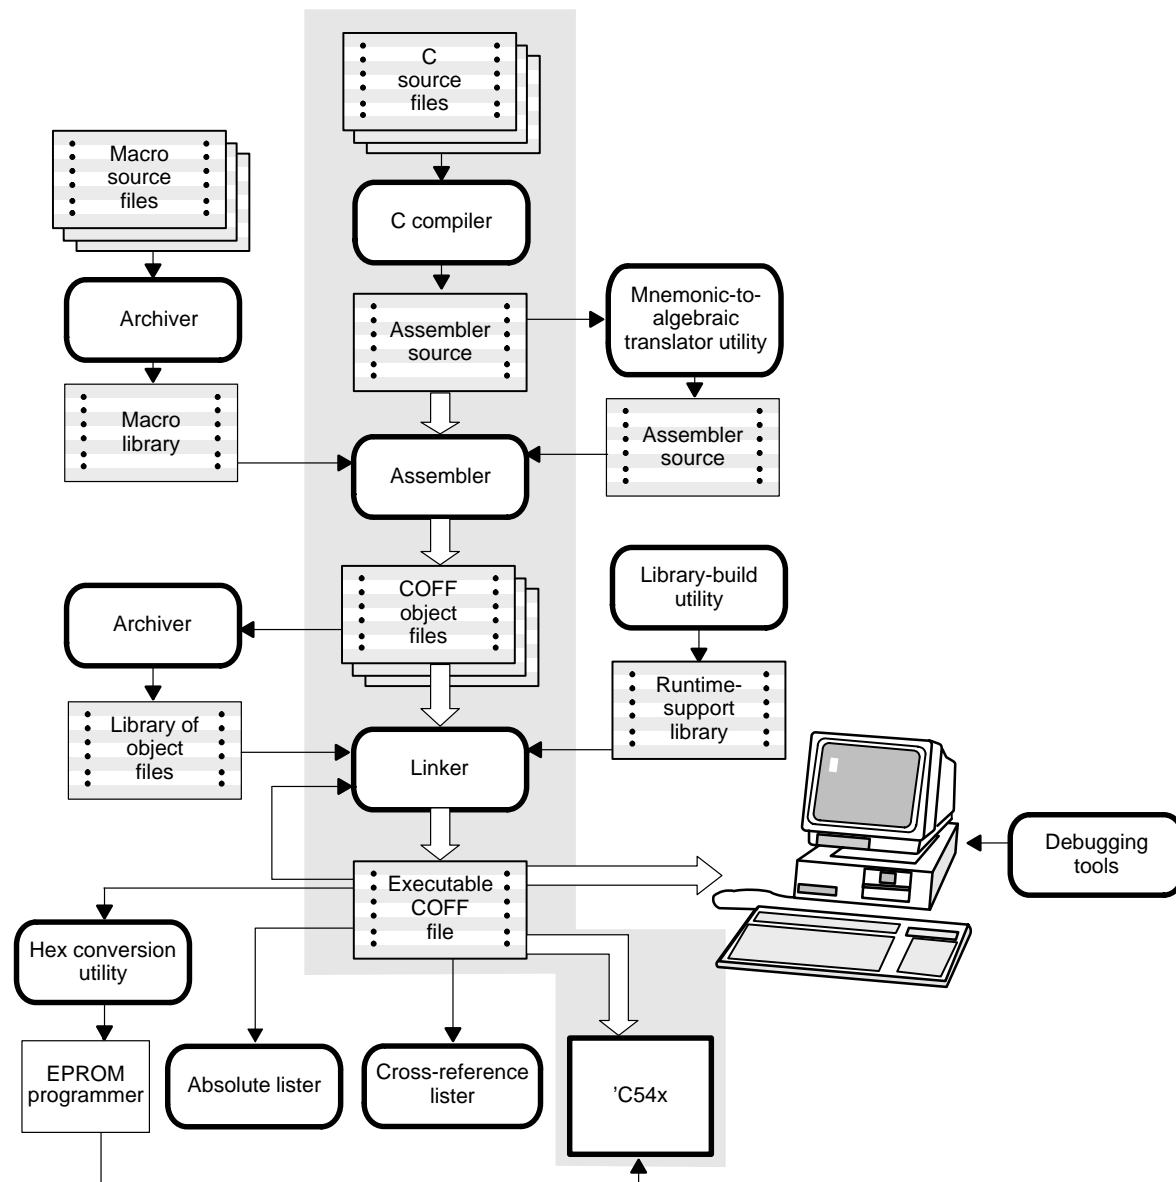 C
source
files
Macro
source
files
C compiler
Archiver
Mnemonic-to-
algebraic
translator utility
Assembler
source
Macro
library
Assembler
source
Assembler
COFF
object
files
Library-build
utility
Archiver
Runtime-
support
library
Library of
object
files
Linker
Debugging
tools
Executable
COFF
file
Hex conversion
utility
EPROM
programmer
Absolute lister
Cross-reference
lister
’C54x